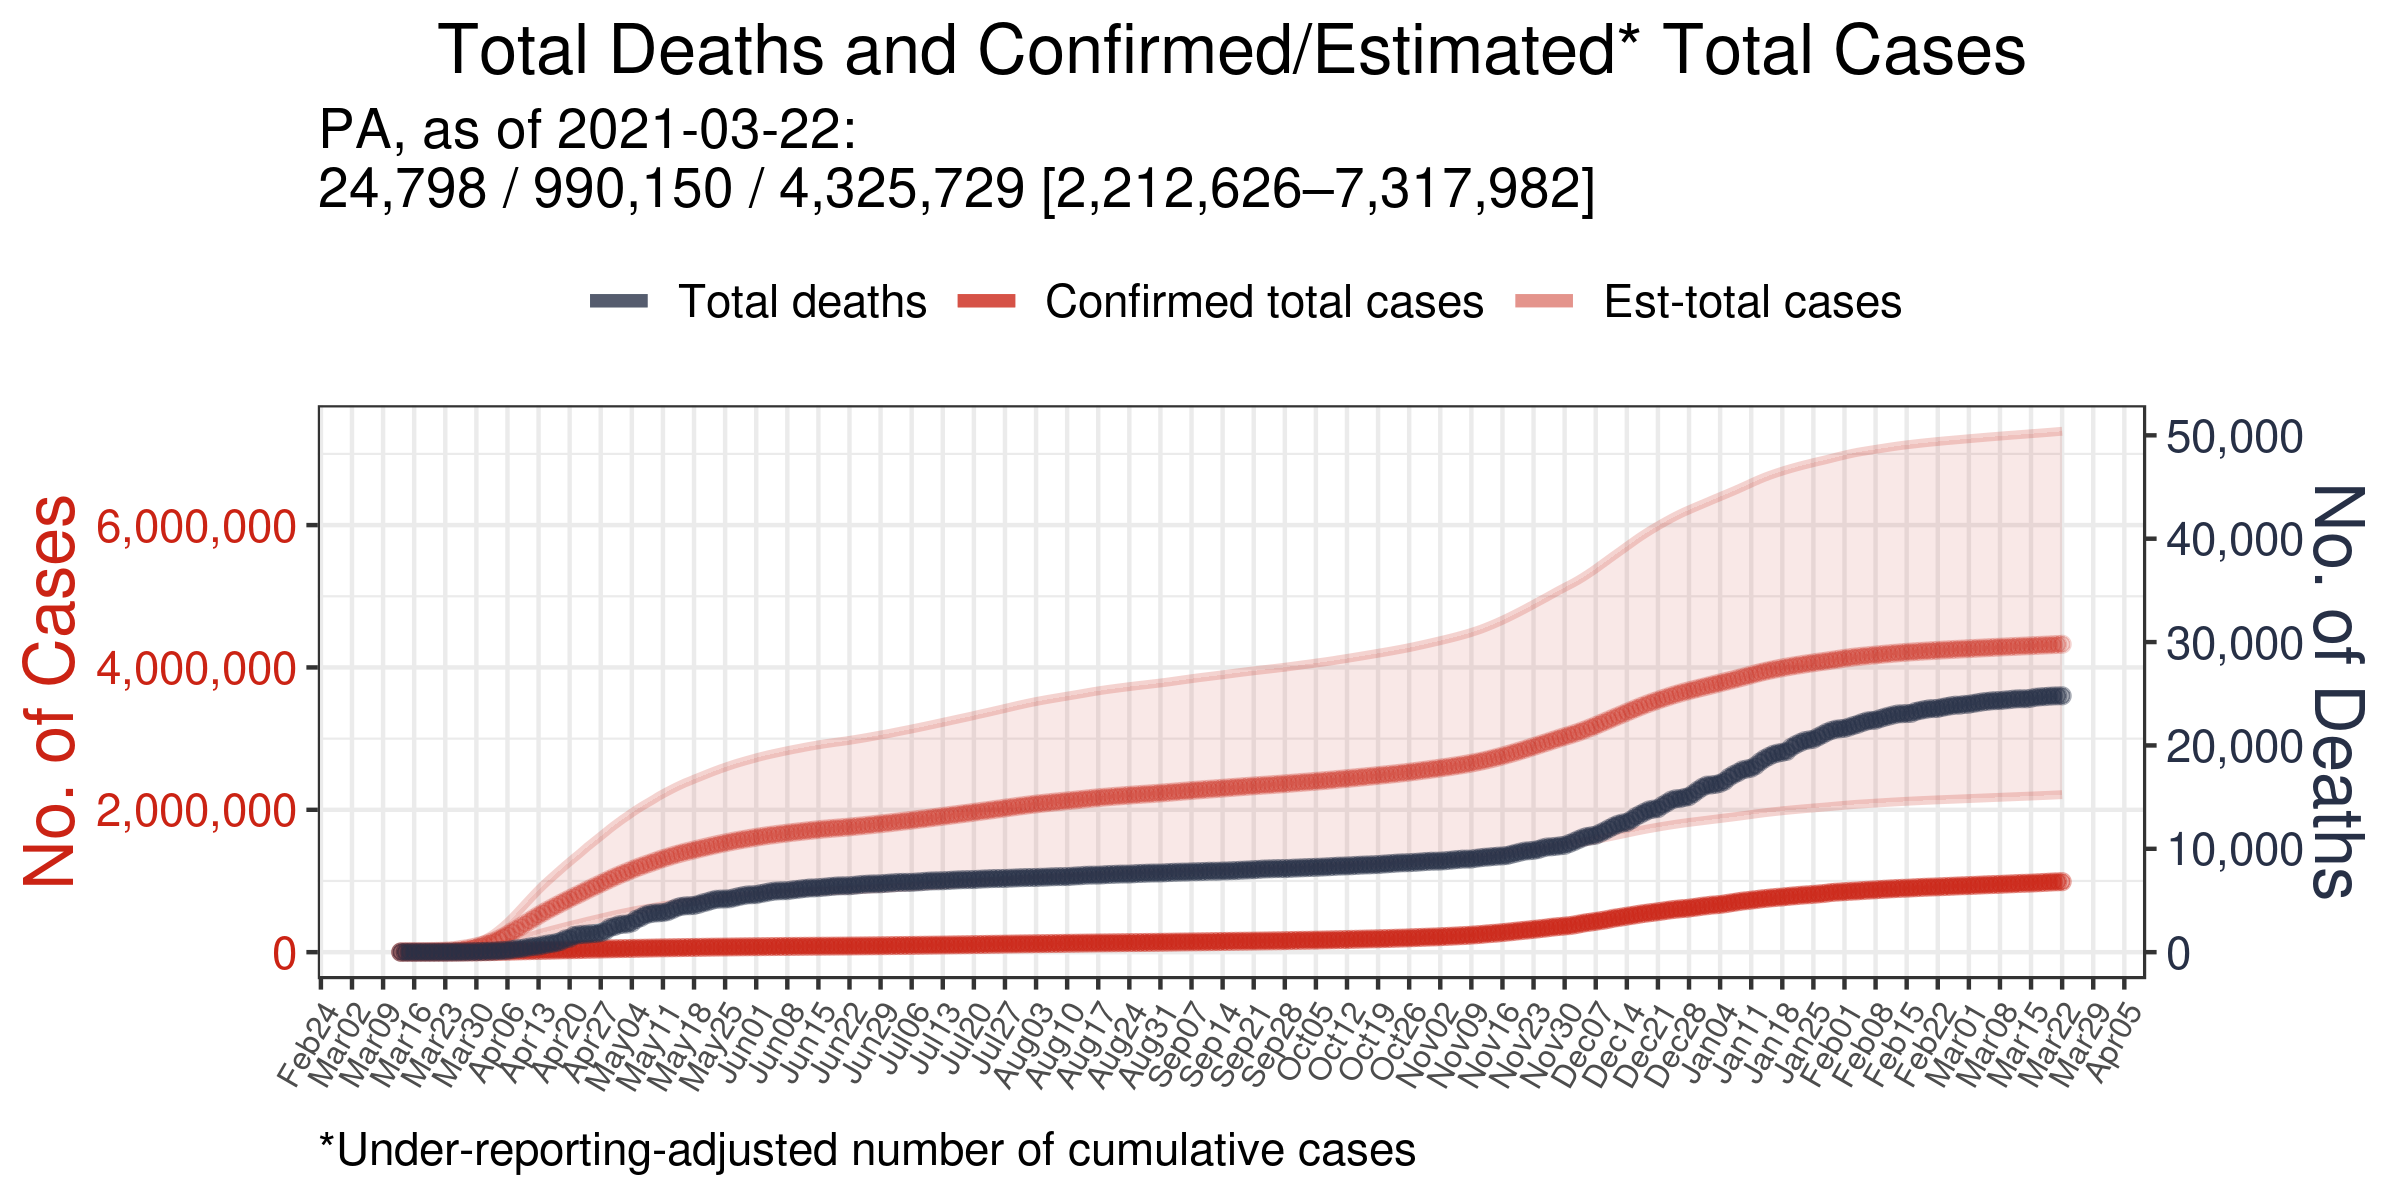 Total Deaths and Confirmed/Estimated* Total Cases
PA, as of 2021-03-22:
24,798 / 990,150 / 4,325,729 [2,212,626–7,317,982]
Total deaths
Confirmed total cases
Est-total cases
No. of Cases
6,000,000
4,000,000
2,000,000
0
50,000
40,000
30,000
20,000
10,000
0
No. of Deaths
Feb24
Mar02
Mar09
Mar16
Mar23
Mar30
Apr06
Apr13
Apr20
Apr27
May04
May11
May18
May25
Jun01
Jun08
Jun15
Jun22
Jun29
Jul06
Jul13
Jul20
Jul27
Aug03
Aug10
Aug17
Aug24
Aug31
Sep07
Sep14
Sep21
Sep28
Oct05
Oct12
Oct19
Oct26
Nov02
Nov09
Nov16
Nov23
Nov30
Dec07
Dec14
Dec21
Dec28
Jan04
Jan11
Jan18
Jan25
Feb01
Feb08
Feb15
Feb22
Mar01
Mar08
Mar15
Mar22
Mar29
Apr05
*Under-reporting-adjusted number of cumulative cases